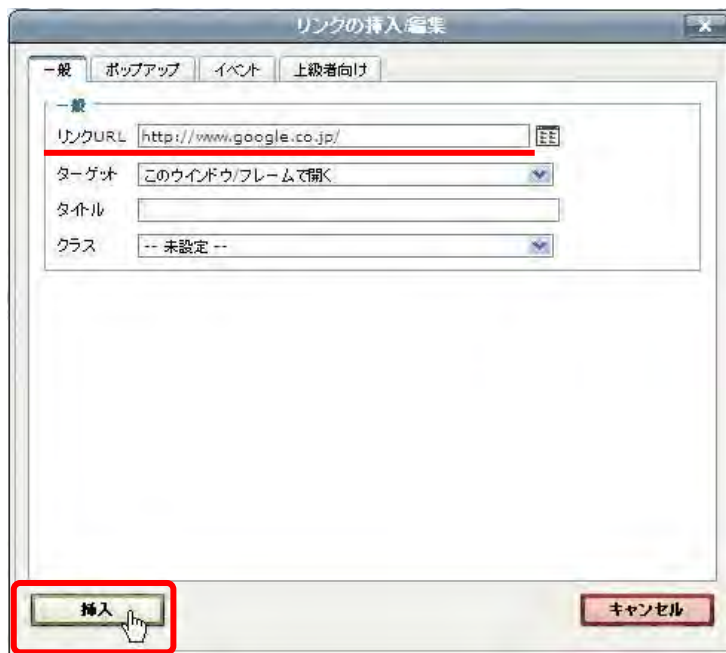 リンクの挿入/編集
一般 ポップアップ イベント 上級者向け
一般
リンクURL http://www.google.co.jp/
ターゲット このウインドウ/フレームで開く
タイトル
クラス -- 未設定 --
挿入 キャンセル